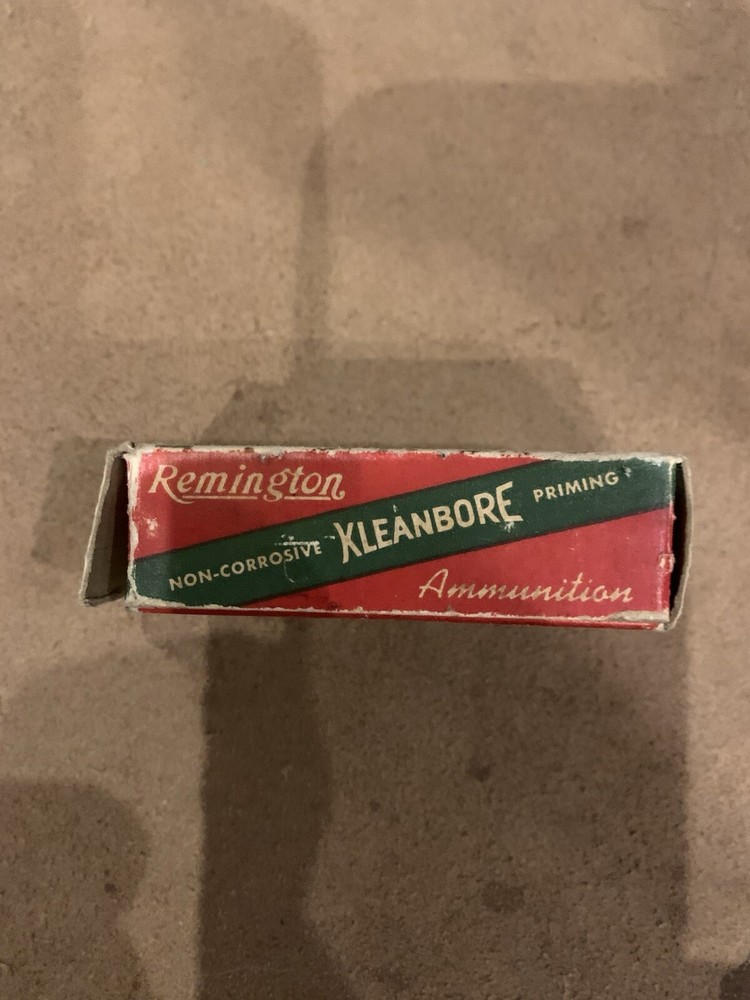 Remington
NON-CORROSIVE KLEANBORE PRIMING
Ammunition